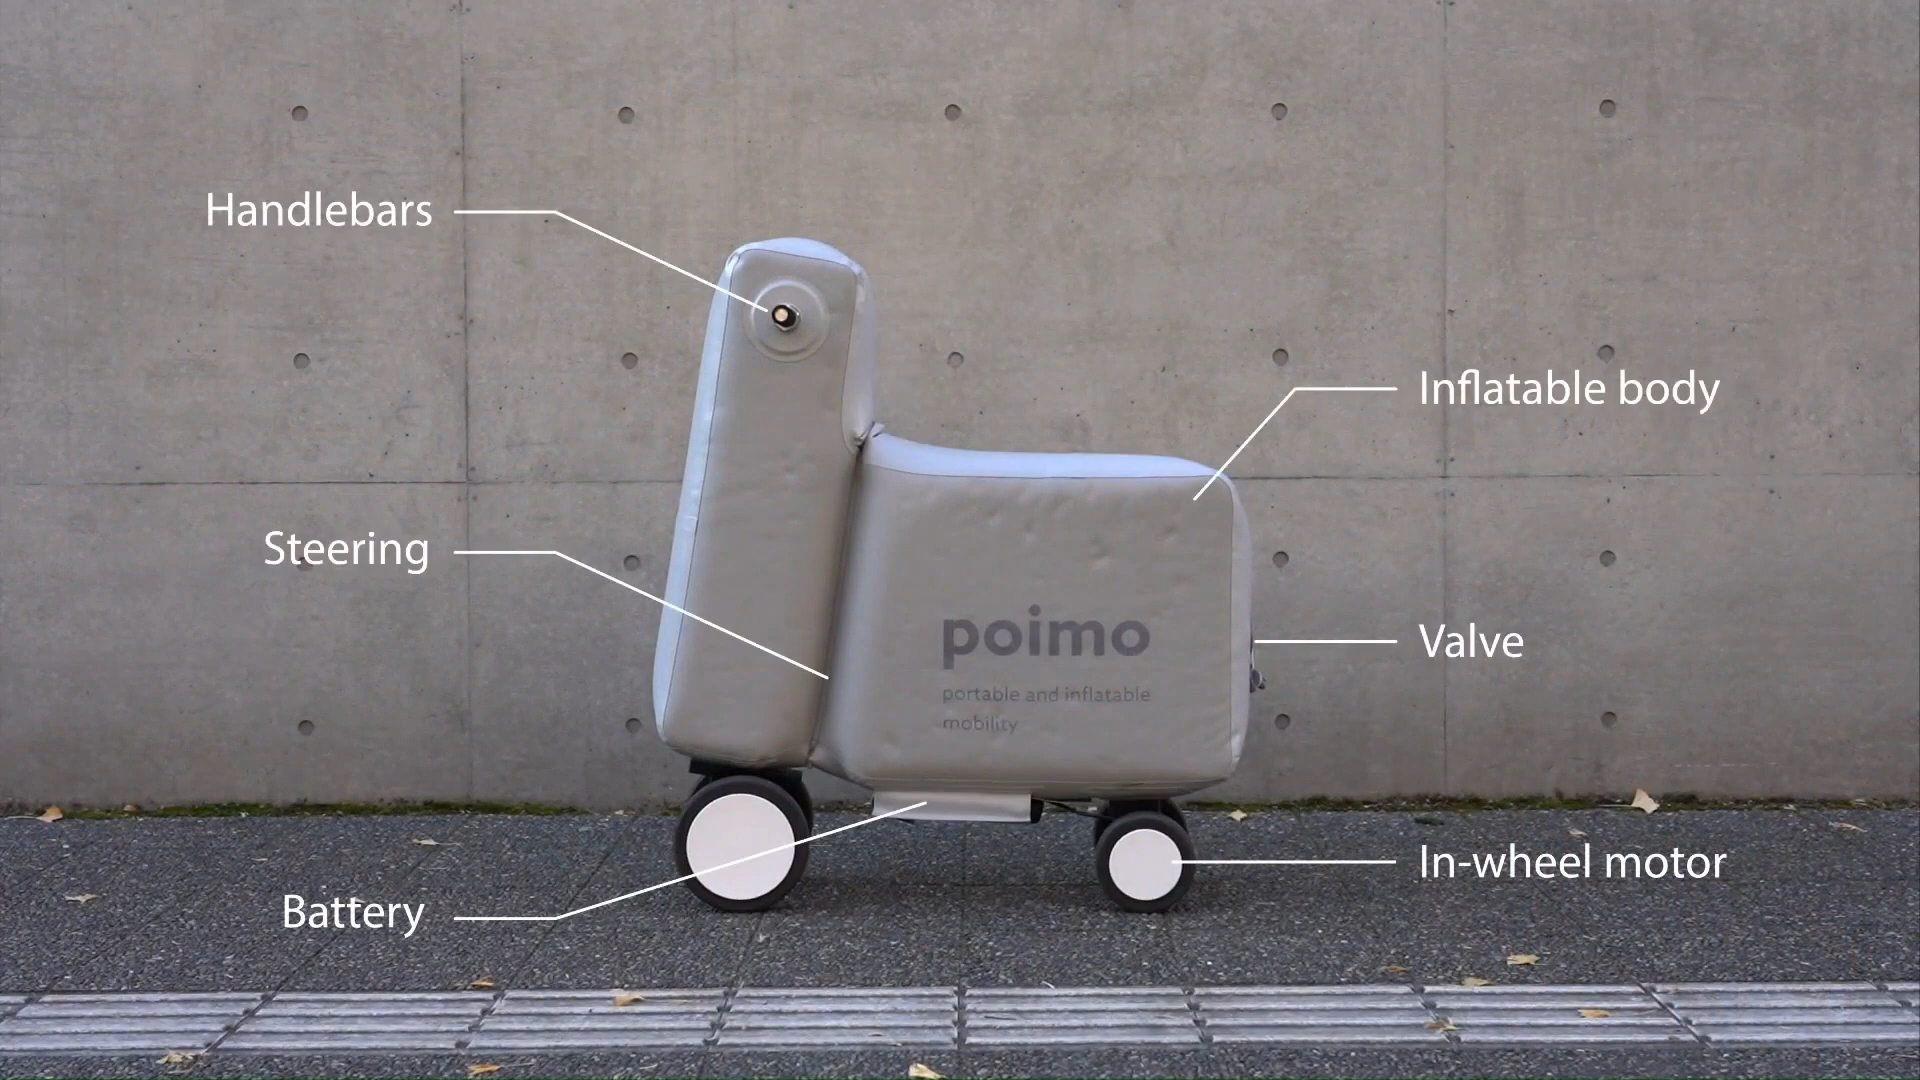 Handlebars
Inflatable body
Steering
poimo
Valve
portable and inflatable
mobility
In-wheel motor
Battery